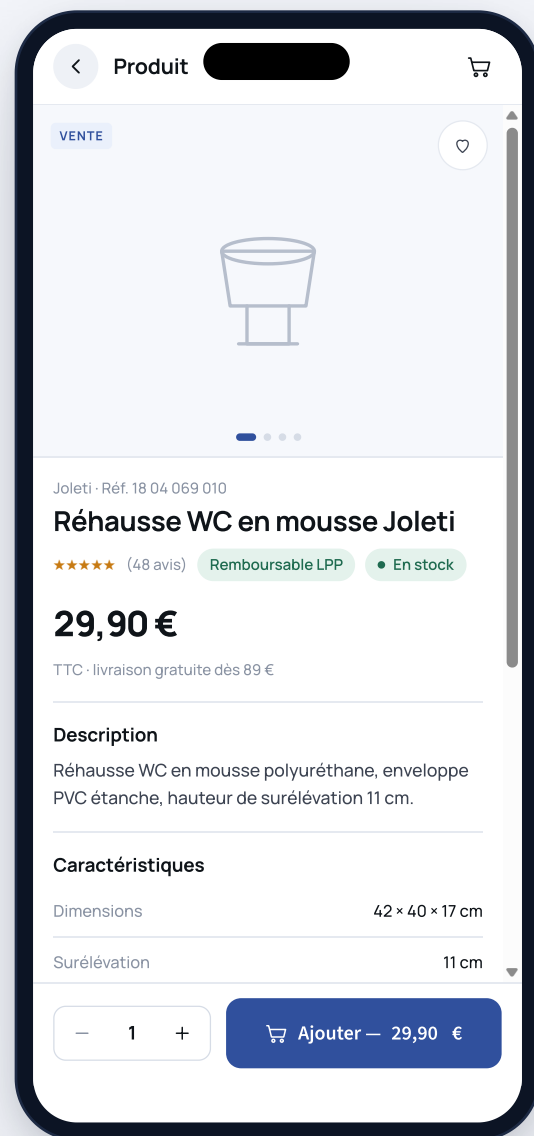 Produit
VENTE
Joleti · Réf. 18 04 069 010
Réhausse WC en mousse Joleti
★★★★★ (48 avis) Remboursable LPP • En stock
29,90 €
TTC · livraison gratuite dès 89 €
Description
Réhausse WC en mousse polyuréthane, enveloppe
PVC étanche, hauteur de surélévation 11 cm.
Caractéristiques
Dimensions 42 × 40 × 17 cm
Surélévation 11 cm
− 1 + Ajouter — 29,90 €